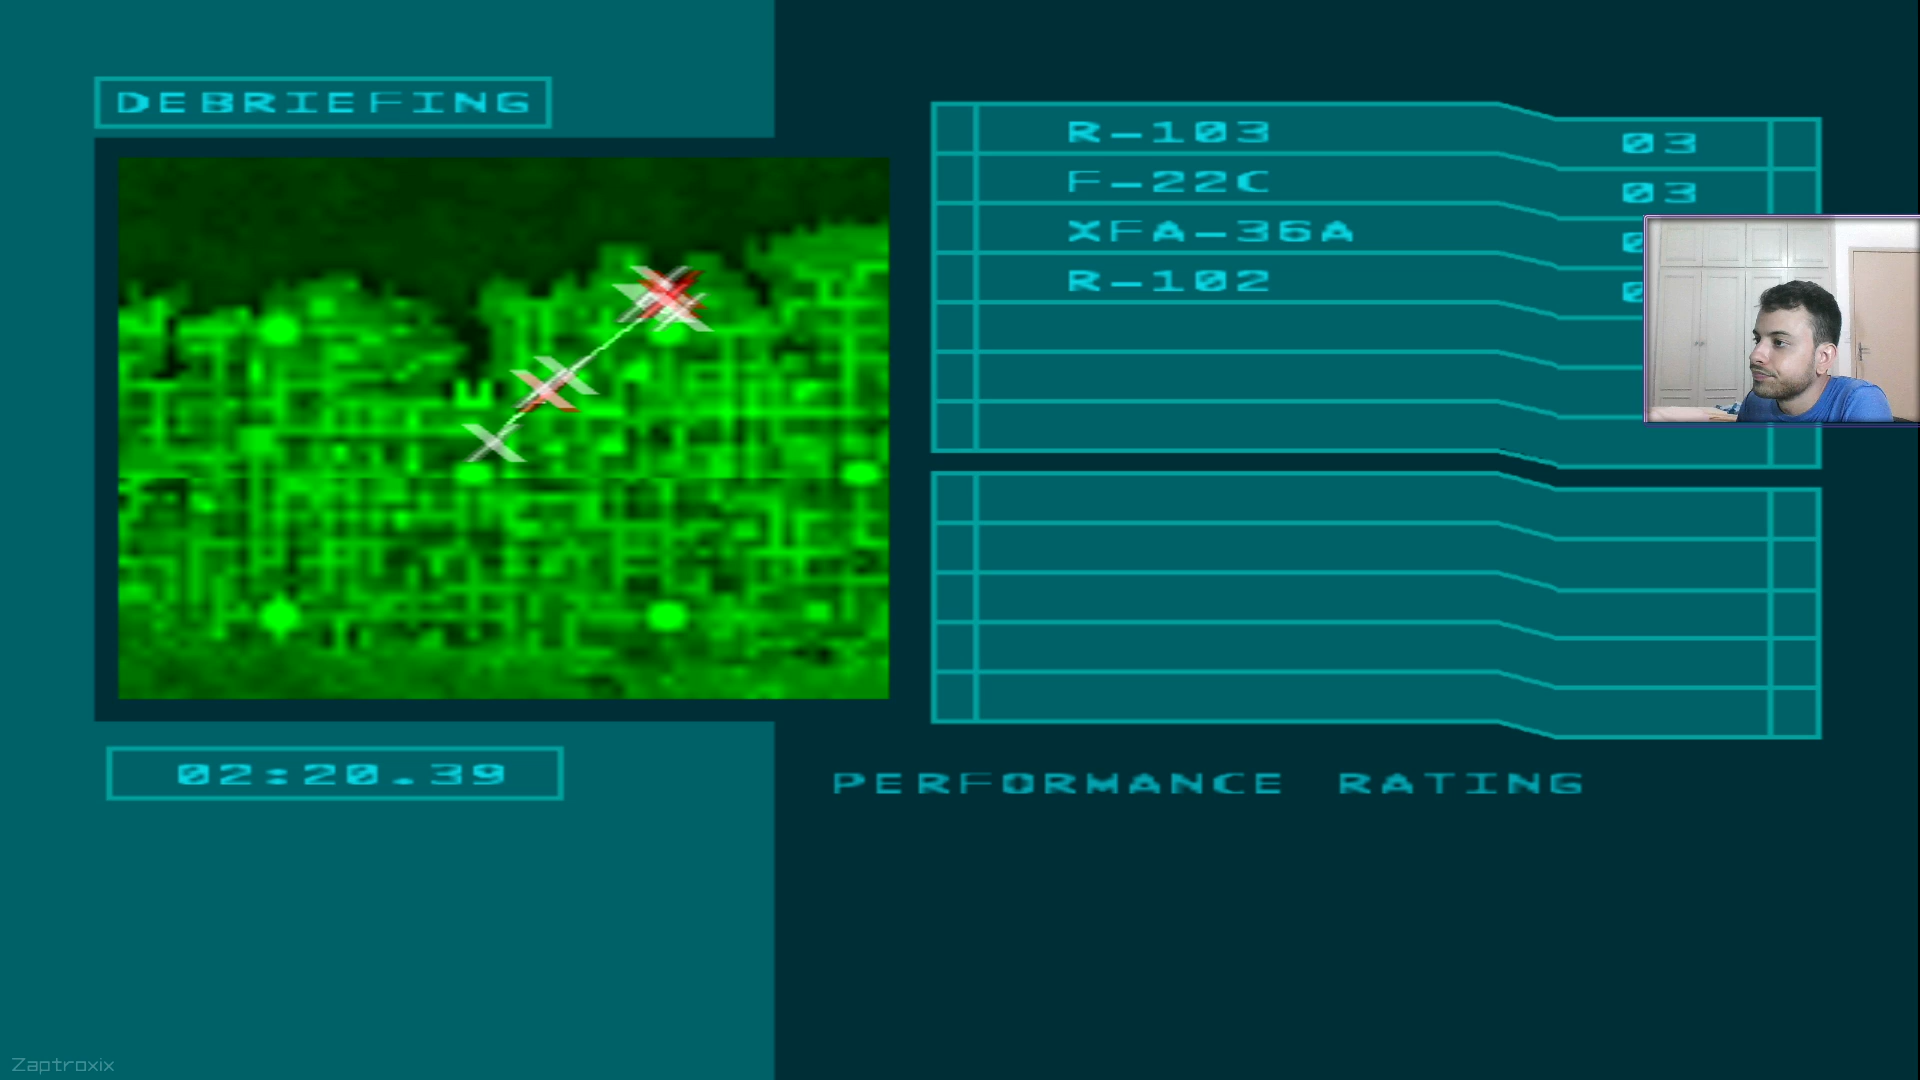 DEBRIEFING
R-103 03
F-22C 03
XFA-36A
R-102
02:20.39
PERFORMANCE RATING
Zaptroxix